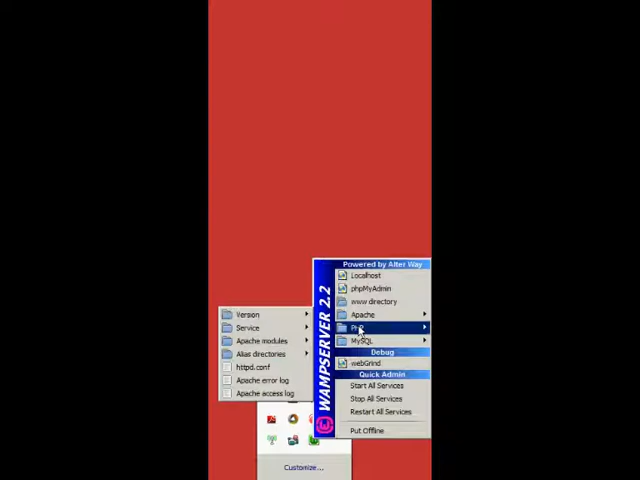 Powered by Alter Way
Localhost
phpMyAdmin
www directory
Apache
PHP
MySQL
Debug
webGrind
Quick Admin
Start All Services
Stop All Services
Restart All Services
Put Offline
WAMPSERVER 2.2
Version
Service
Apache modules
Alias directories
httpd.conf
Apache error log
Apache access log
Customize...